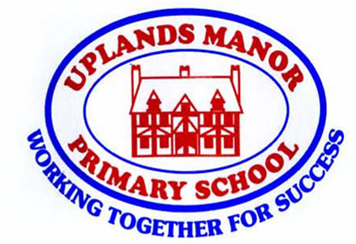 UPLANDS MANOR
PRIMARY SCHOOL
WORKING TOGETHER FOR SUCCESS